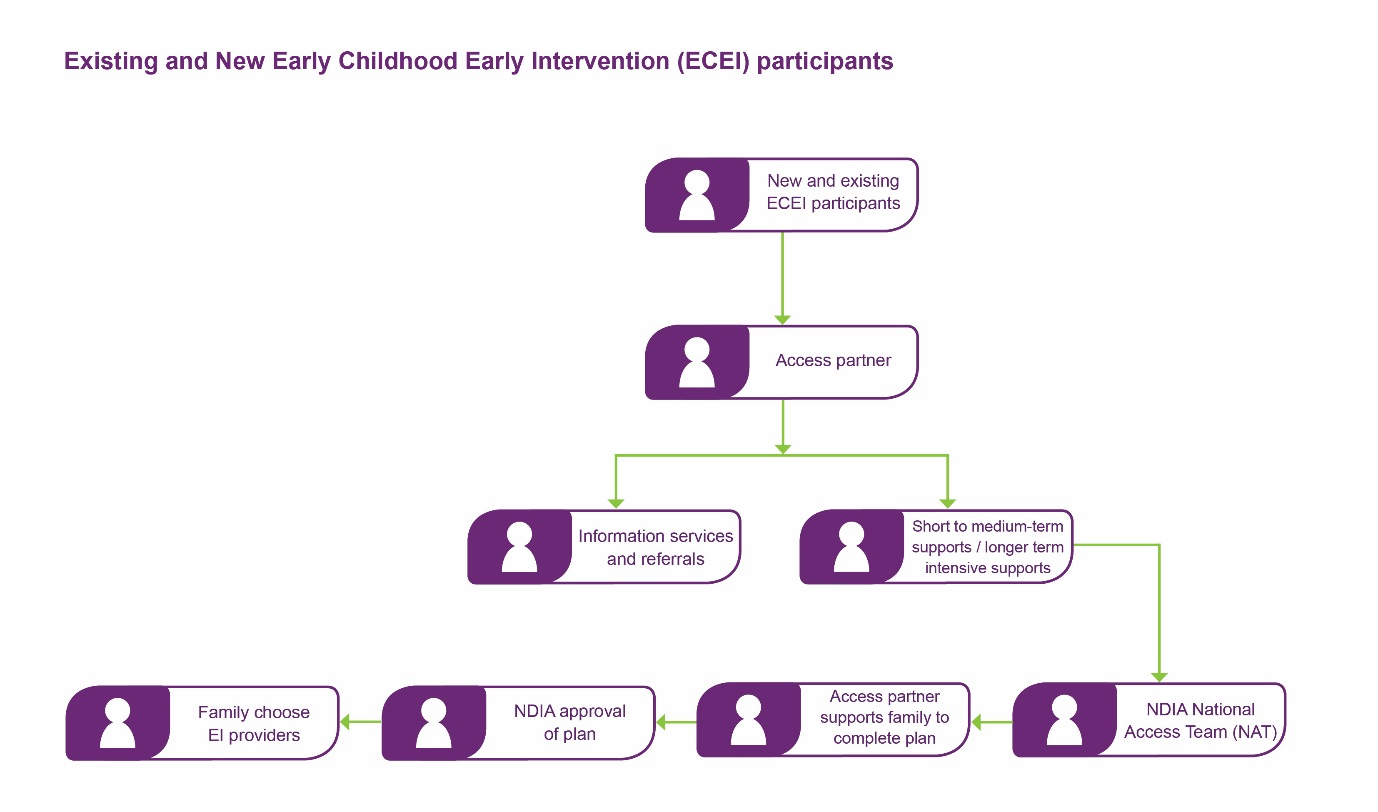 Existing and New Early Childhood Early Intervention (ECEI) participants
New and existing
ECEI participants
Access partner
Information services
and referrals
Short to medium-term
supports / longer term
intensive supports
Family choose
EI providers
NDIA approval
of plan
Access partner
supports family to
complete plan
NDIA National
Access Team (NAT)